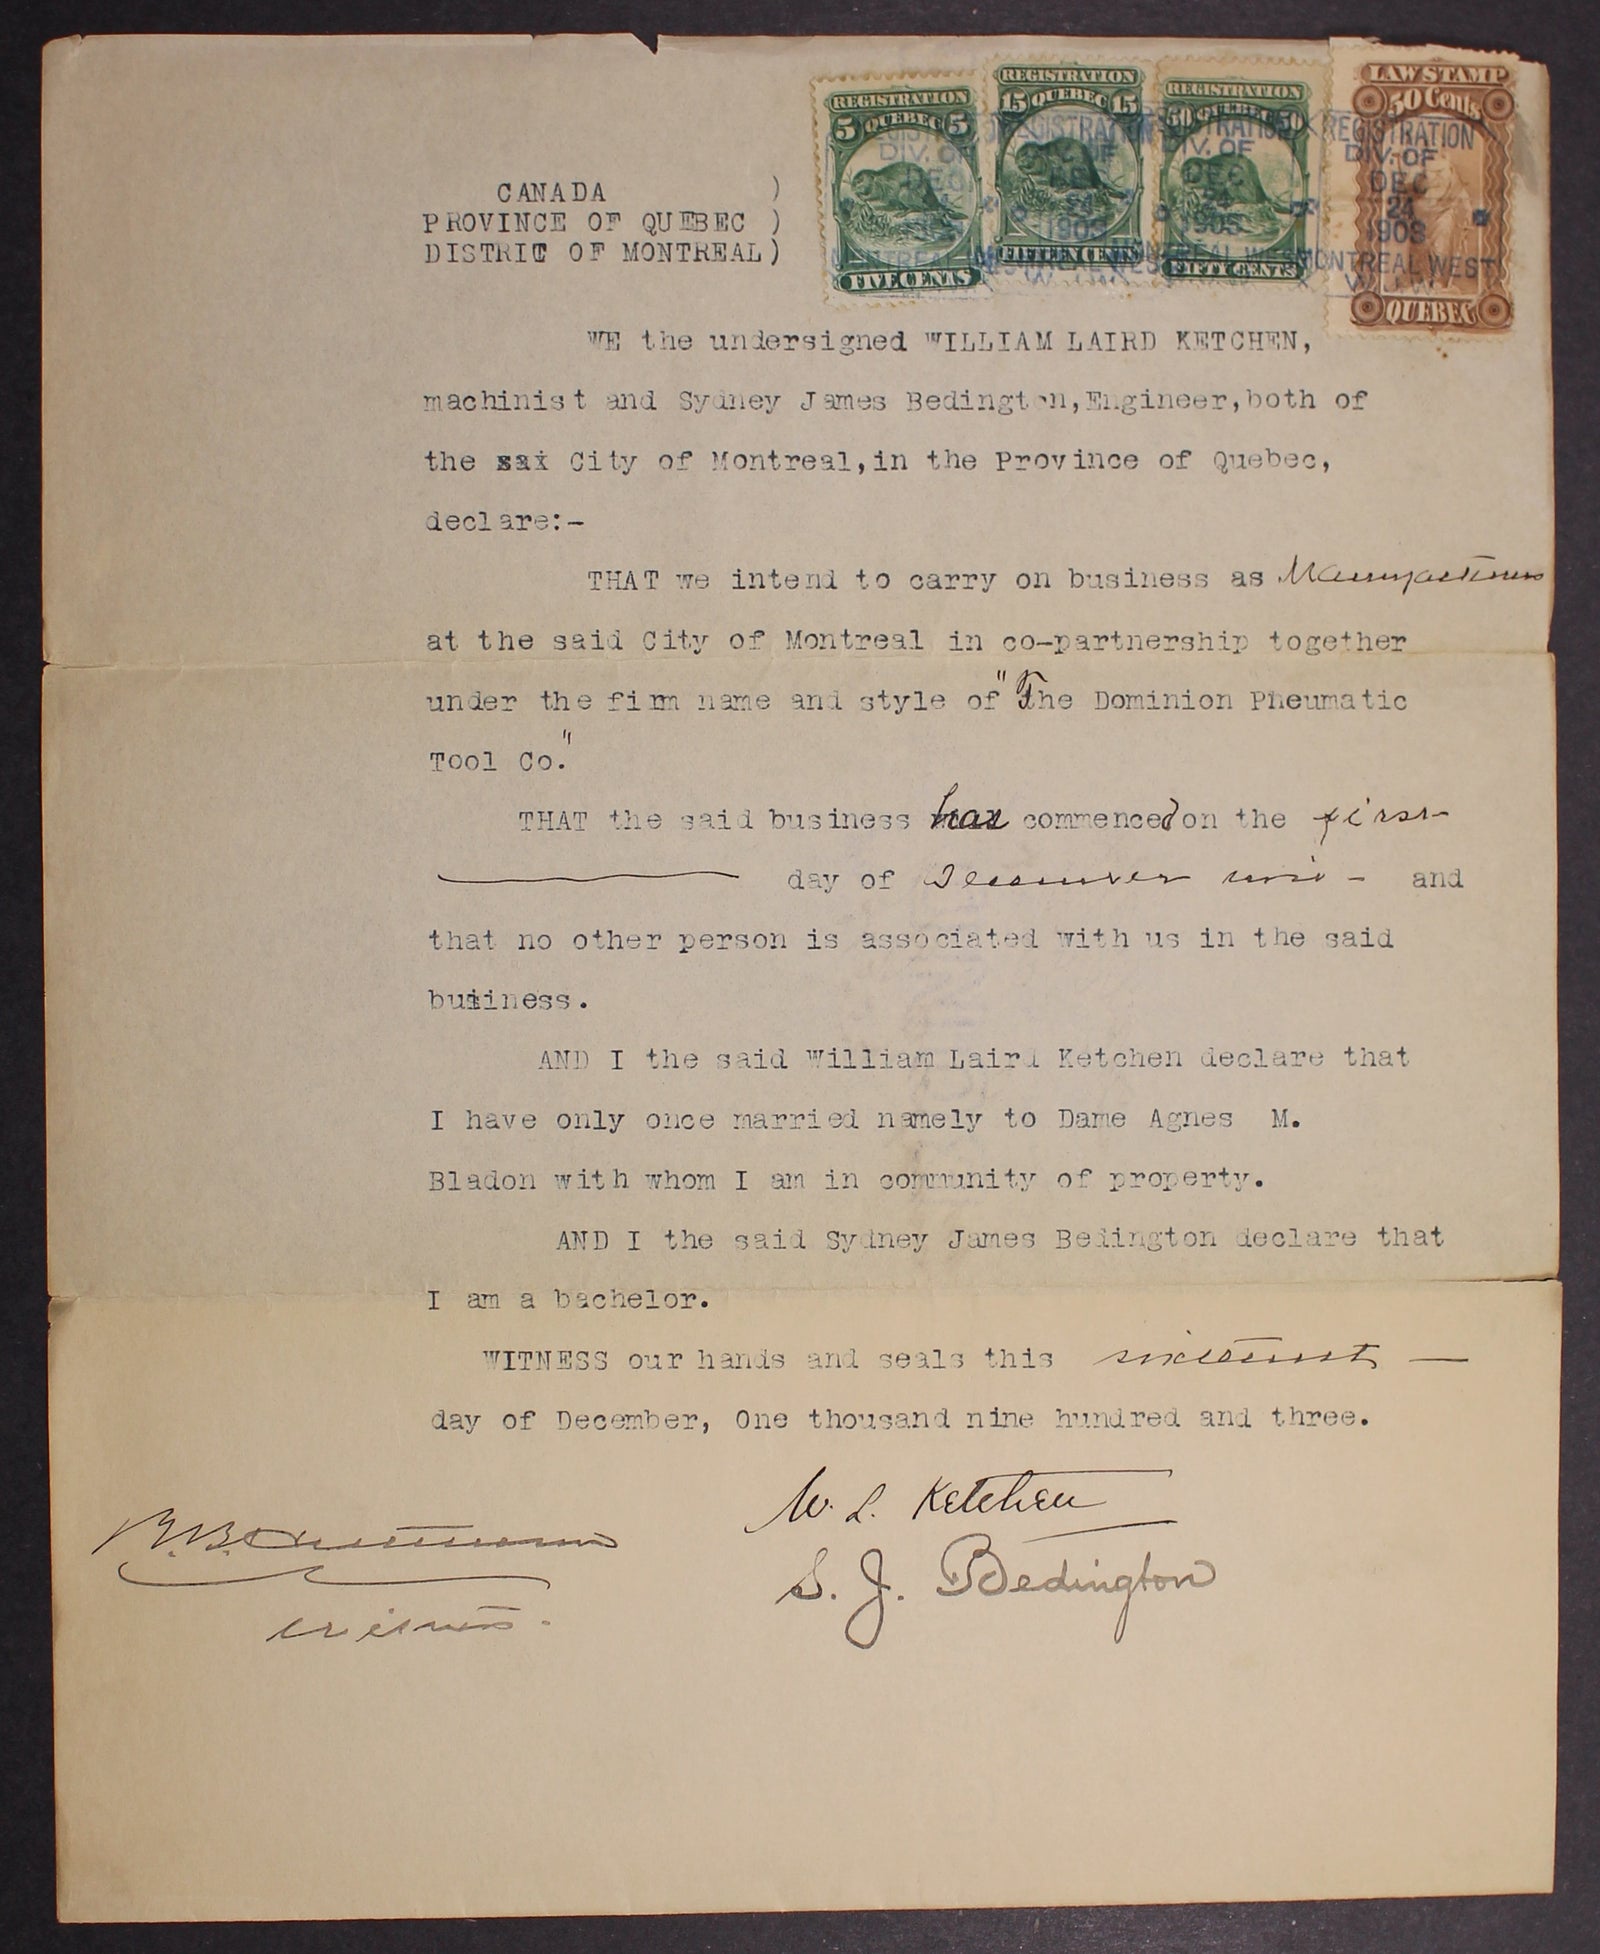 REGISTRATION
5 QUEBEC 5
FIVE CENTS
REGISTRATION
15 QUEBEC 15
FIFTEEN CENTS
REGISTRATION
50 QUEBEC 50
FIFTY CENTS
LAW STAMP
50 Cents
QUEBEC
REGISTRATION
DIV. OF
DEC
24
1903
MONTREAL WEST
CANADA )
PROVINCE OF QUEBEC )
DISTRICT OF MONTREAL)
WE the undersigned WILLIAM LAIRD KETCHEN,
machinist and Sydney James Bedington,Engineer,both of
the sai City of Montreal,in the Province of Quebec,
declare:-
THAT we intend to carry on business as Manufacturers
at the said City of Montreal in co-partnership together
under the firm name and style of "The Dominion Pneumatic
Tool Co."
THAT the said business has commenced on the first
day of December and
that no other person is associated with us in the said
buiiness.
AND I the said William Laird Ketchen declare that
I have only once married namely to Dame Agnes M.
Bladon with whom I am in community of property.
AND I the said Sydney James Bedington declare that
I am a bachelor.
WITNESS our hands and seals this sixteenth —
day of December, One thousand nine hundred and three.
W. L. Ketchen
S. J. Bedington
witness.